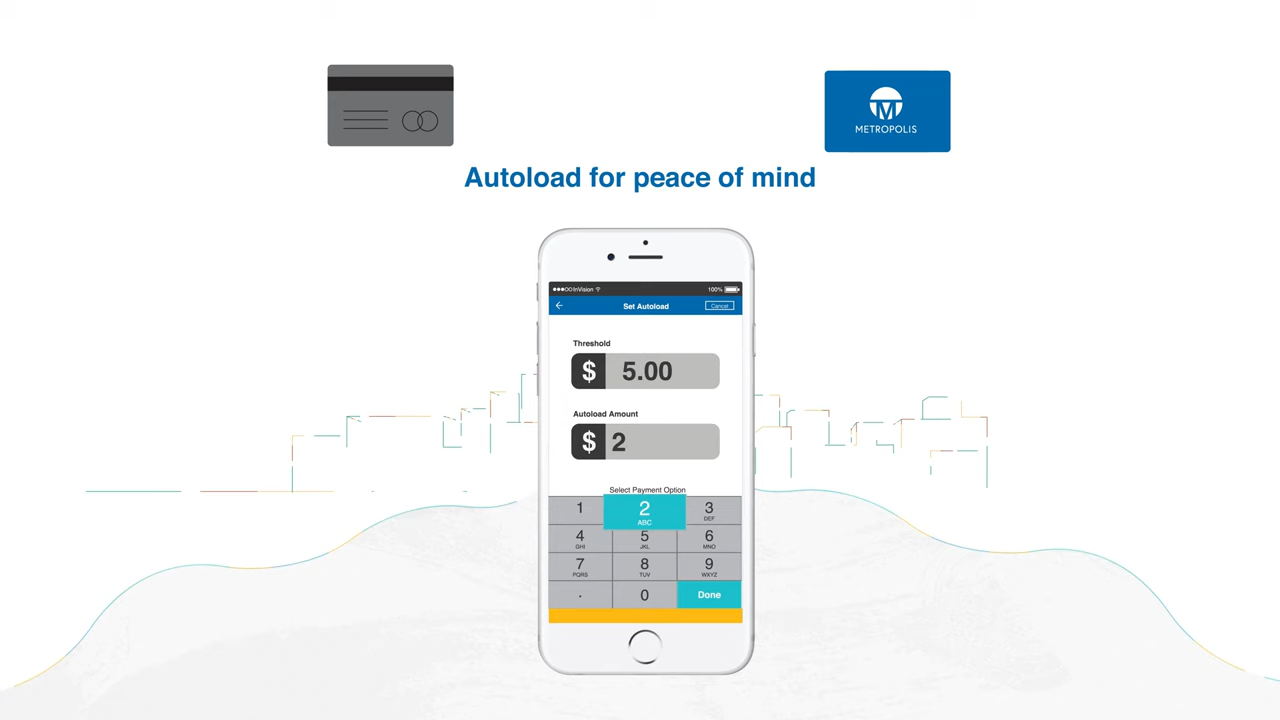 METROPOLIS
Autoload for peace of mind
InVision
100%
Set Autoload
Cancel
Threshold
$ 5.00
Autoload Amount
$ 2
Select Payment Option
1 2 3
ABC DEF
4 5 6
GHI JKL MNO
7 8 9
PQRS TUV WXYZ
. 0 Done